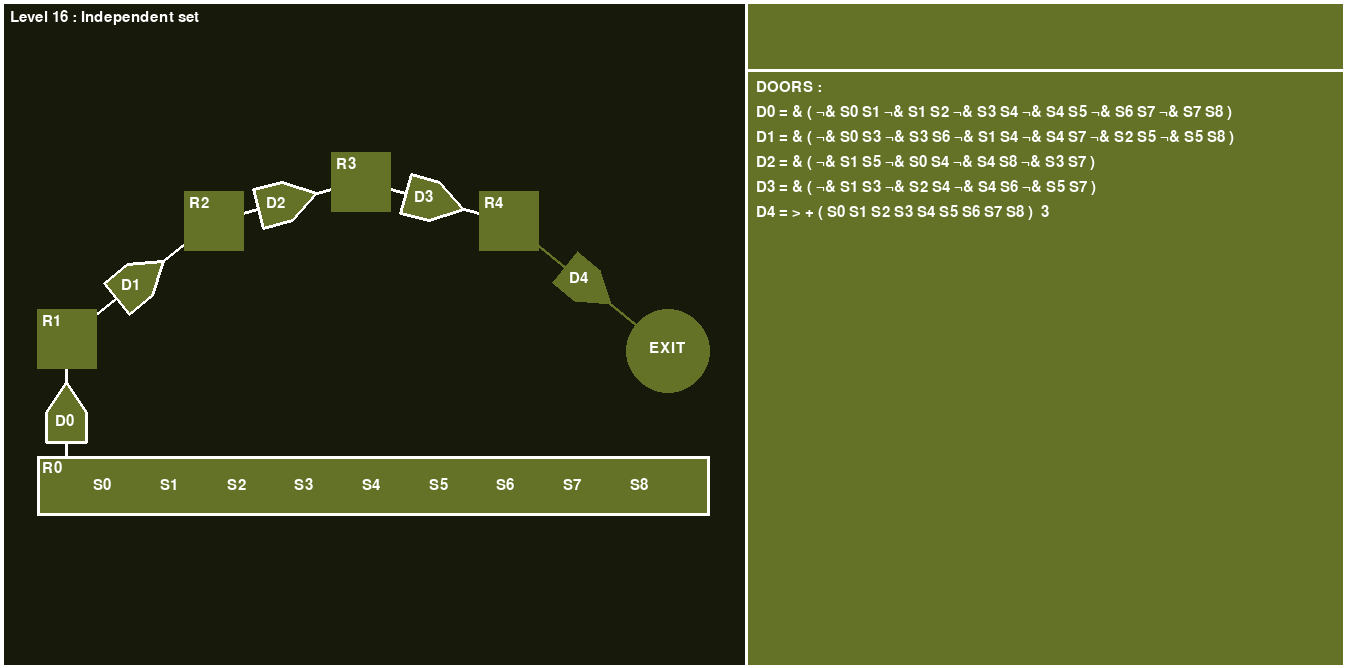 Level 16 : Independent set
DOORS :
D0 = & ( ¬& S0 S1 ¬& S1 S2 ¬& S3 S4 ¬& S4 S5 ¬& S6 S7 ¬& S7 S8 )
D1 = & ( ¬& S0 S3 ¬& S3 S6 ¬& S1 S4 ¬& S4 S7 ¬& S2 S5 ¬& S5 S8 )
D2 = & ( ¬& S1 S5 ¬& S0 S4 ¬& S4 S8 ¬& S3 S7 )
D3 = & ( ¬& S1 S3 ¬& S2 S4 ¬& S4 S6 ¬& S5 S7 )
D4 = > + ( S0 S1 S2 S3 S4 S5 S6 S7 S8 ) 3
R3
R2
D2
D3
R4
D1
D4
R1
EXIT
D0
R0
S0 S1 S2 S3 S4 S5 S6 S7 S8